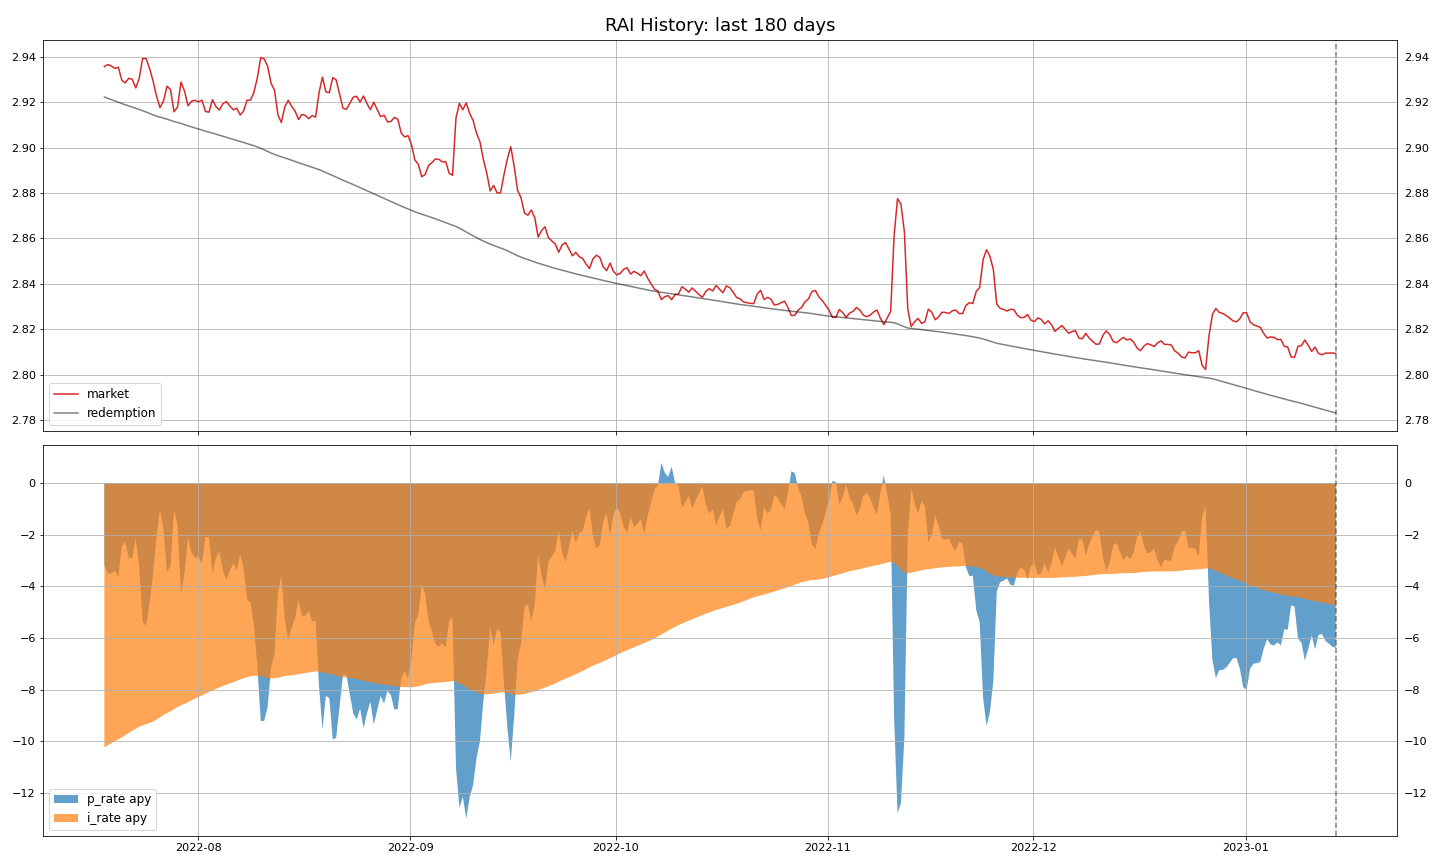 RAI History: last 180 days
2.94 2.94
2.92 2.92
2.90 2.90
2.88 2.88
2.86 2.86
2.84 2.84
2.82 2.82
2.80 2.80
2.78 2.78
market
redemption
0 0
−2 −2
−4 −4
−6 −6
−8 −8
−10 −10
−12 −12
p_rate apy
i_rate apy
2022-08 2022-09 2022-10 2022-11 2022-12 2023-01